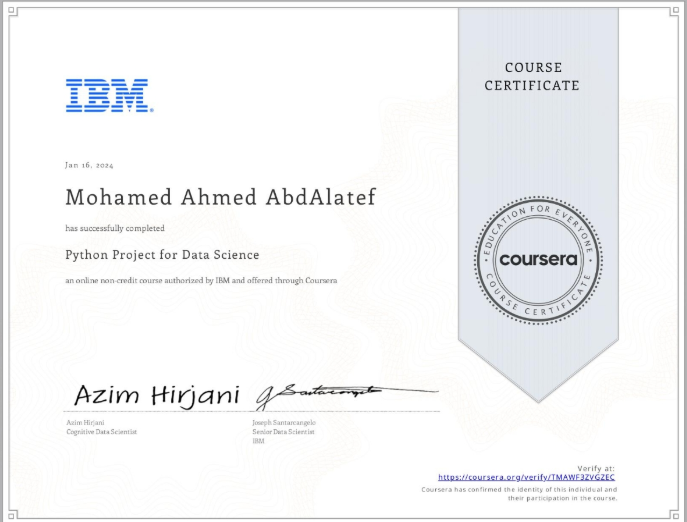 COURSE
CERTIFICATE
IBM
Jan 16, 2024
Mohamed Ahmed AbdAlatef
has successfully completed
Python Project for Data Science
an online non-credit course authorized by IBM and offered through Coursera
EDUCATION FOR EVERYONE
coursera
COURSE CERTIFICATE
Azim Hirjani
Azim Hirjani
Cognitive Data Scientist
J Santarcangelo
Joseph Santarcangelo
Senior Data Scientist
IBM
Verify at:
https://coursera.org/verify/TMAWF3ZVGZEC
Coursera has confirmed the identity of this individual and
their participation in the course.